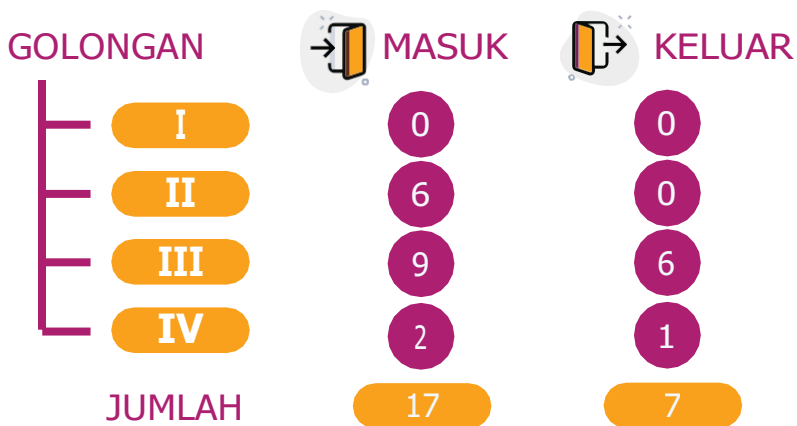 GOLONGAN MASUK KELUAR
I 0 0
II 6 0
III 9 6
IV 2 1
JUMLAH 17 7